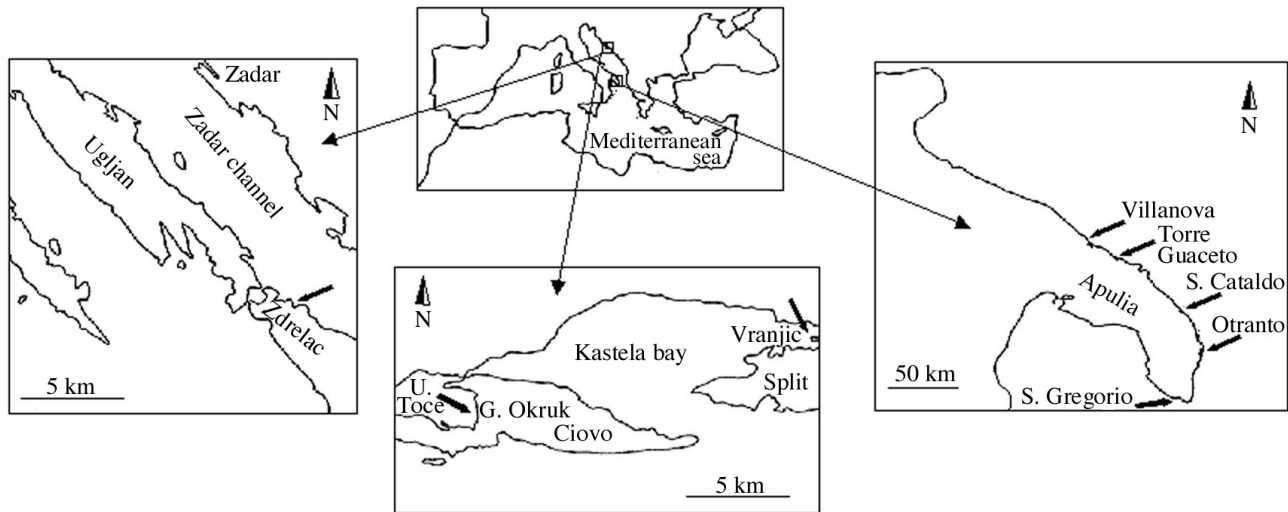 Mediterranean
sea
Zadar
N
Ugljan
Zadar channel
Zdrelac
5 km
N
Kastela bay
Vranjic
Split
U.
Toce
G. Okruk
Ciovo
5 km
N
Villanova
Torre
Guaceto
S. Cataldo
Apulia
Otranto
50 km
S. Gregorio